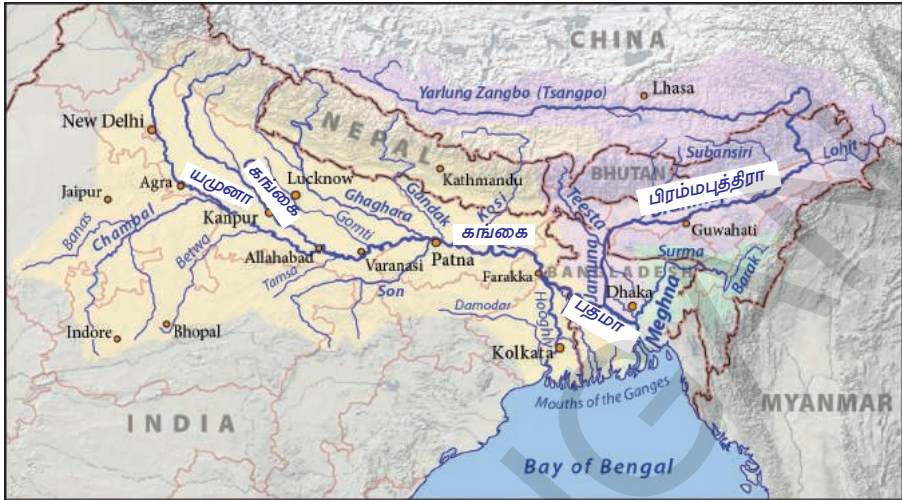 CHINA
Yarlung Zangbo (Tsangpo)
Lhasa
New Delhi
NEPAL
Subansiri
Lohit
BHUTAN
யமுனா
கங்கை
Lucknow
Kathmandu
பிரம்மபுத்திரா
Jaipur
Agra
Ghaghara
Gandak
Kosi
Teesta
Banas
Chambal
Kanpur
Gomti
கங்கை
Guwahati
Betwa
Allahabad
Varanasi
Patna
Surma
Tamsa
Farakka
BANGLADESH
Jamuna
Barak
Son
Dhaka
Damodar
Hooghly
பதமா
Meghna
Indore
Bhopal
Kolkata
Mouths of the Ganges
INDIA
MYANMAR
Bay of Bengal